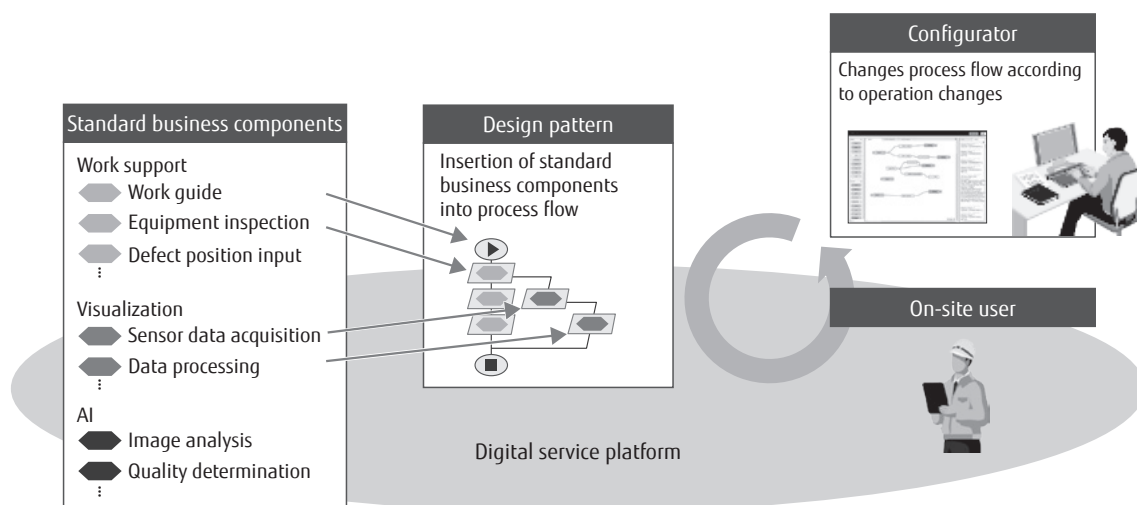 Configurator
Changes process flow according
to operation changes
Standard business components
Work support
Work guide
Equipment inspection
Defect position input
⋮
Visualization
Sensor data acquisition
Data processing
⋮
AI
Image analysis
Quality determination
⋮
Design pattern
Insertion of standard
business components
into process flow
On-site user
Digital service platform